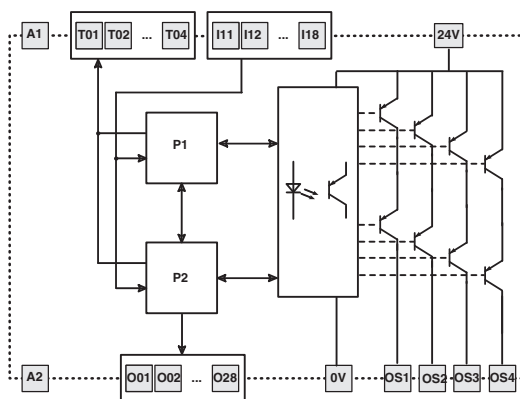 A1 T01 T02 ... T04 I11 I12 ... I18 24V
P1
P2
A2 O01 O02 ... O28 0V OS1 OS2 OS3 OS4